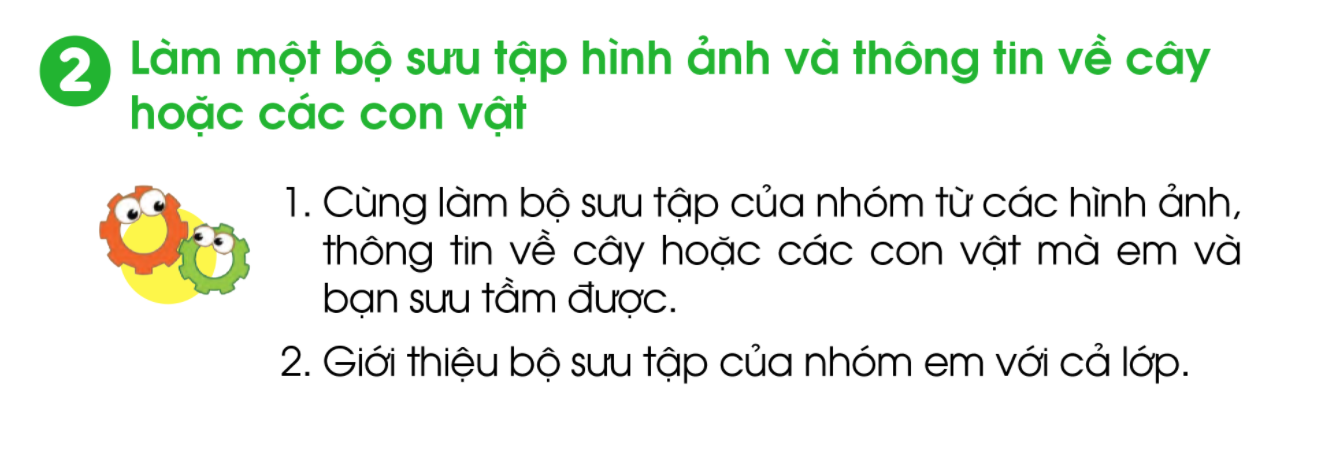 2 Làm một bộ sưu tập hình ảnh và thông tin về cây
hoặc các con vật
1. Cùng làm bộ sưu tập của nhóm từ các hình ảnh,
thông tin về cây hoặc các con vật mà em và
bạn sưu tầm được.
2. Giới thiệu bộ sưu tập của nhóm em với cả lớp.